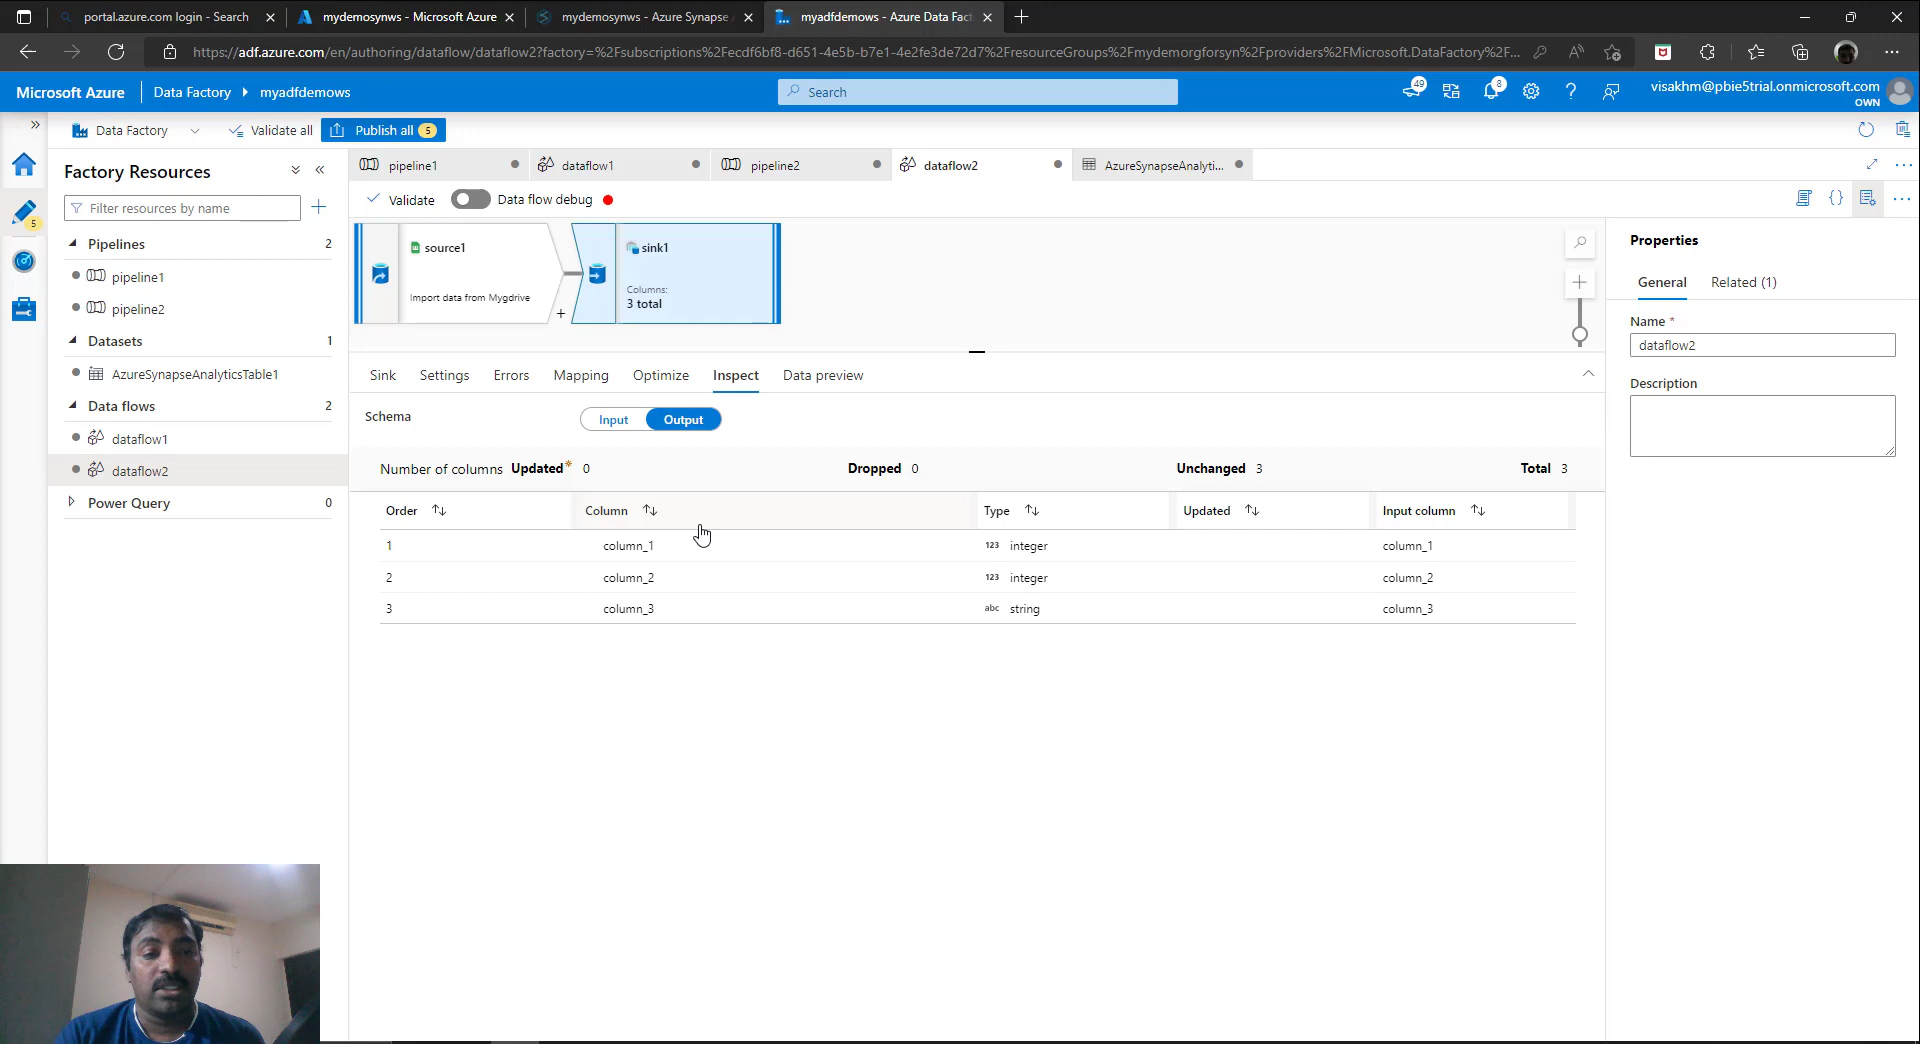 portal.azure.com login - Search
mydemosynws - Microsoft Azure
mydemosynws - Azure Synapse
myadfdemows - Azure Data Fact
https://adf.azure.com/en/authoring/dataflow/dataflow2?factory=%2Fsubscriptions%2Fecdf6bf8-d651-4e5b-b7e1-4e2fe3de72d7%2FresourceGroups%2Fmydemorgforsyn%2Fproviders%2FMicrosoft.DataFactory%2F...
Microsoft Azure
Data Factory
myadfdemows
Search
49
8
visakhm@pbie5trial.onmicrosoft.com
OWN
Data Factory
Validate all
Publish all 5
5
Factory Resources
Filter resources by name
Pipelines 2
pipeline1
pipeline2
Datasets 1
AzureSynapseAnalyticsTable1
Data flows 2
dataflow1
dataflow2
Power Query 0
pipeline1
dataflow1
pipeline2
dataflow2
AzureSynapseAnalyti...
Validate
Data flow debug
source1
Import data from Mygdrive
sink1
Columns:
3 total
Sink Settings Errors Mapping Optimize Inspect Data preview
Schema
Input Output
Number of columns Updated* 0 Dropped 0 Unchanged 3 Total 3
Order Column Type Updated Input column
1 column_1 123 integer column_1
2 column_2 123 integer column_2
3 column_3 abc string column_3
Properties
General Related (1)
Name *
dataflow2
Description